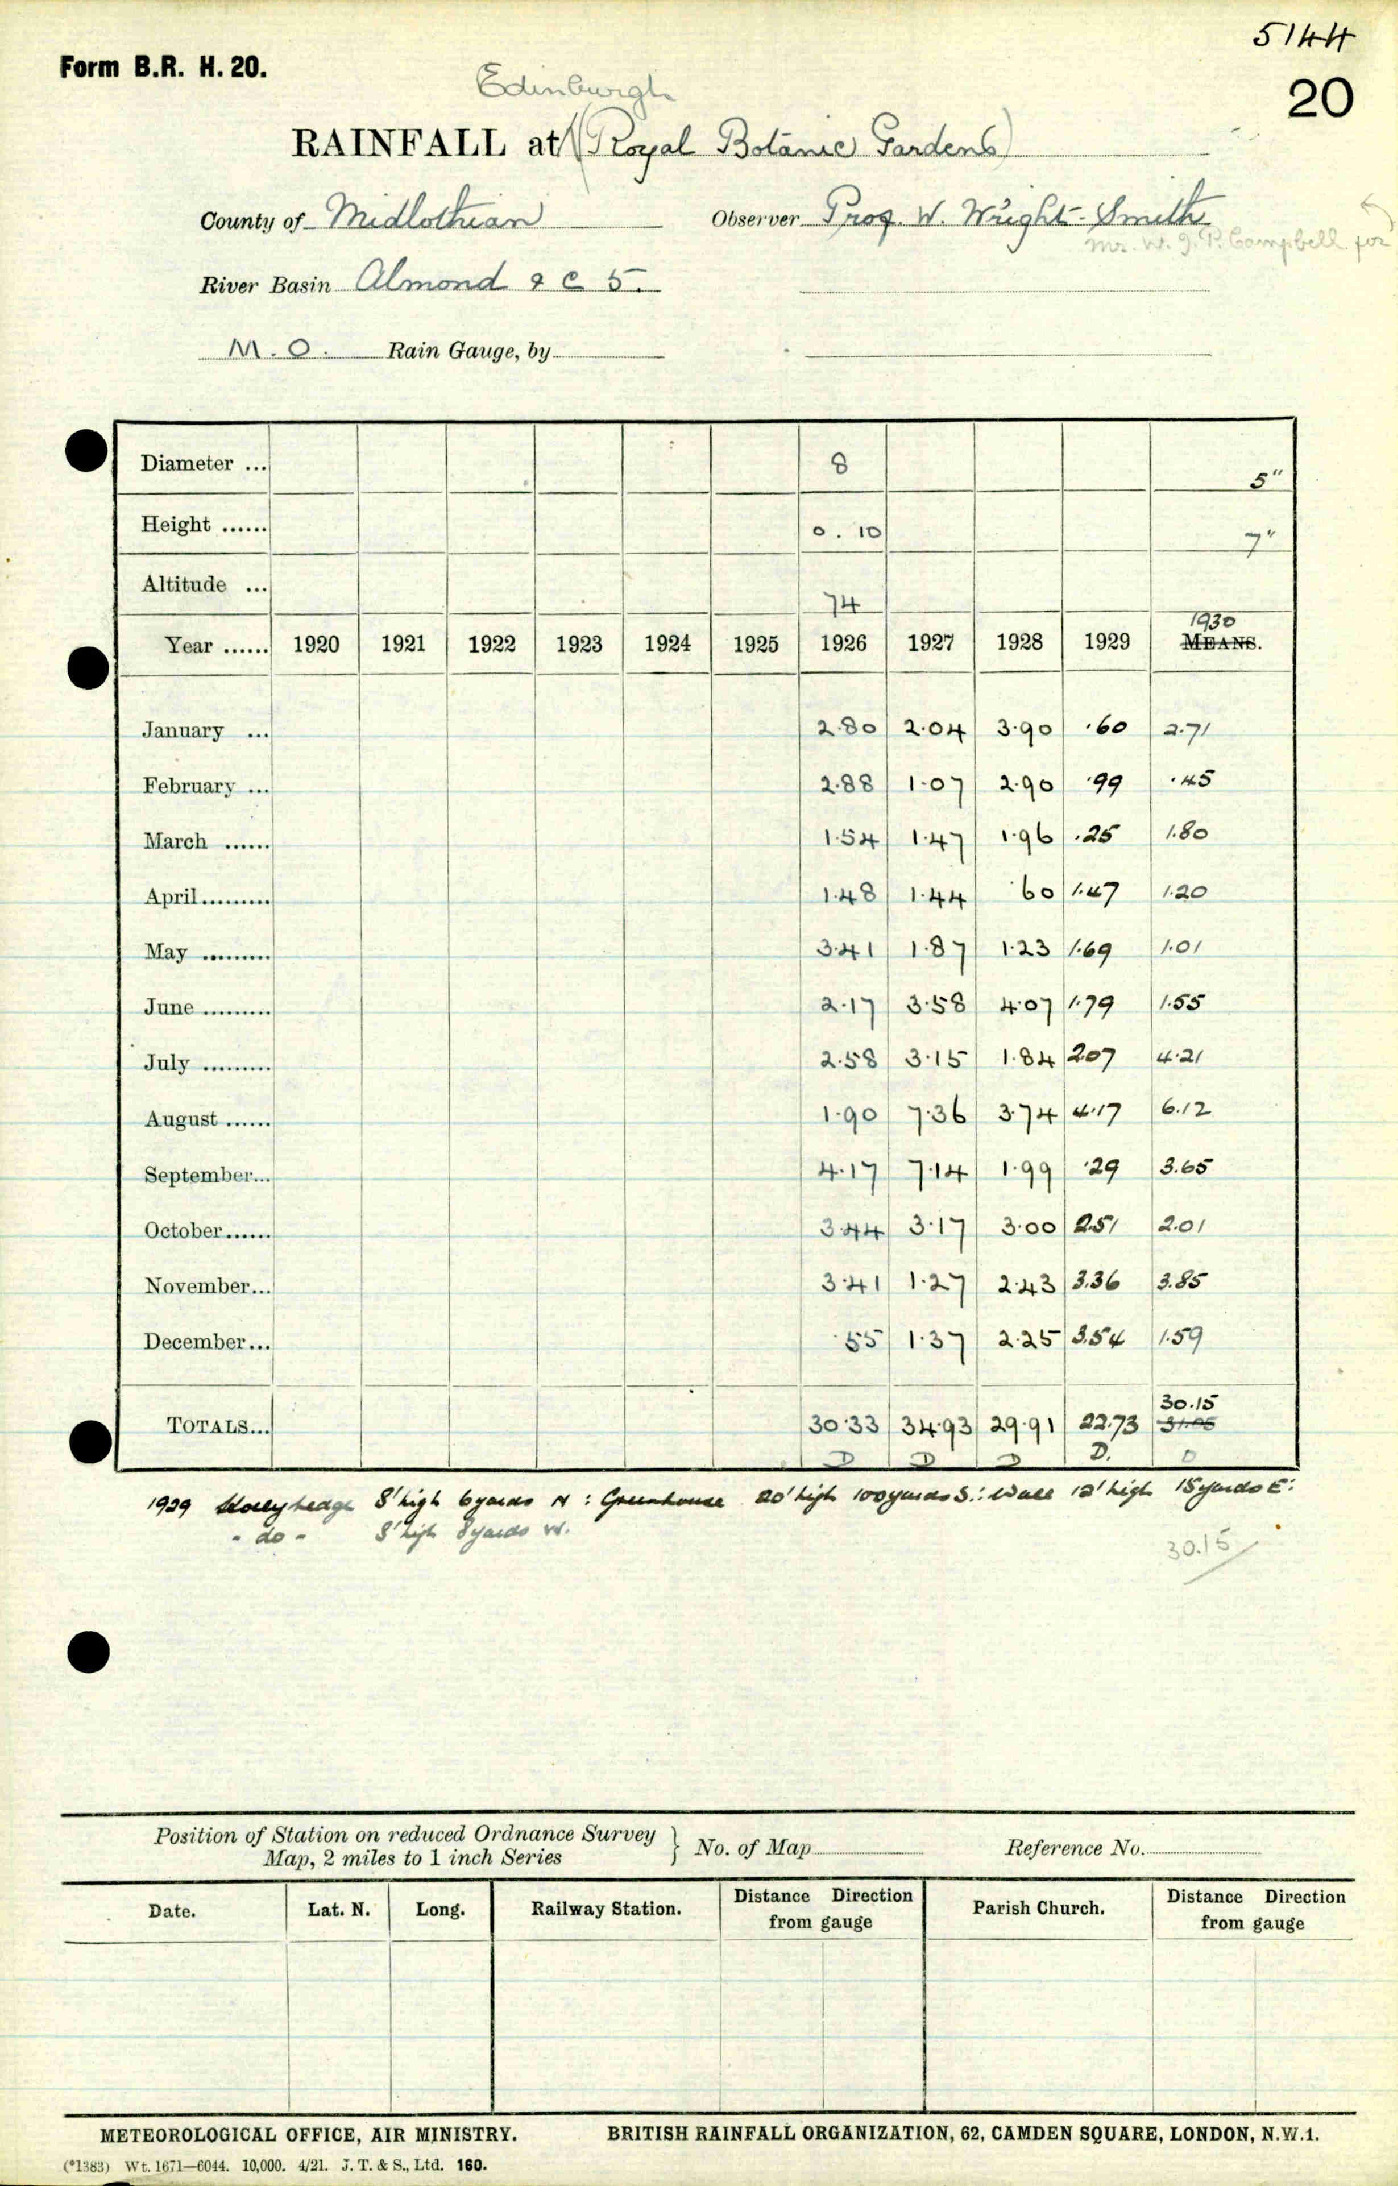 5144
Form B.R. H. 20.
20
Edinburgh
RAINFALL at (Royal Botanic Gardens)
County of Midlothian Observer Prof. W. Wright-Smith
Mr. W. J. P. Campbell for
River Basin Almond & c 5.
M.O. Rain Gauge, by
Diameter ... 8 5"
Height ...... 0.10 7"
Altitude ... 74
1930
Year ...... 1920 1921 1922 1923 1924 1925 1926 1927 1928 1929 MEANS.
January ... 2.80 2.04 3.90 .60 2.71
February ... 2.88 1.07 2.90 .99 .45
March ...... 1.54 1.47 1.96 .25 1.80
April......... 1.48 1.44 .60 1.47 1.20
May ......... 3.41 1.87 1.23 1.69 1.01
June ......... 2.17 3.58 4.07 1.79 1.55
July ......... 2.58 3.15 1.84 2.07 4.21
August ...... 1.90 7.36 3.74 4.17 6.12
September... 4.17 7.14 1.99 .29 3.65
October...... 3.44 3.17 3.00 2.51 2.01
November... 3.41 1.27 2.43 3.36 3.85
December... .55 1.37 2.25 3.54 1.59
30.15
TOTALS... 30.33 34.93 29.91 22.73
D D D D. D
1929 Holly hedge 8' high 6 yards N : Greenhouse 20' high 100 yards S.: Wall 12' high 15 yards E:
- do - 8' high 8 yards W.
30.15
Position of Station on reduced Ordnance Survey
Map, 2 miles to 1 inch Series } No. of Map Reference No.
Date. Lat. N. Long. Railway Station. Distance Direction from gauge Parish Church. Distance Direction from gauge
METEOROLOGICAL OFFICE, AIR MINISTRY. BRITISH RAINFALL ORGANIZATION, 62, CAMDEN SQUARE, LONDON, N.W.1.
(*1383) Wt. 1671—6044. 10,000. 4/21. J. T. & S., Ltd. 160.